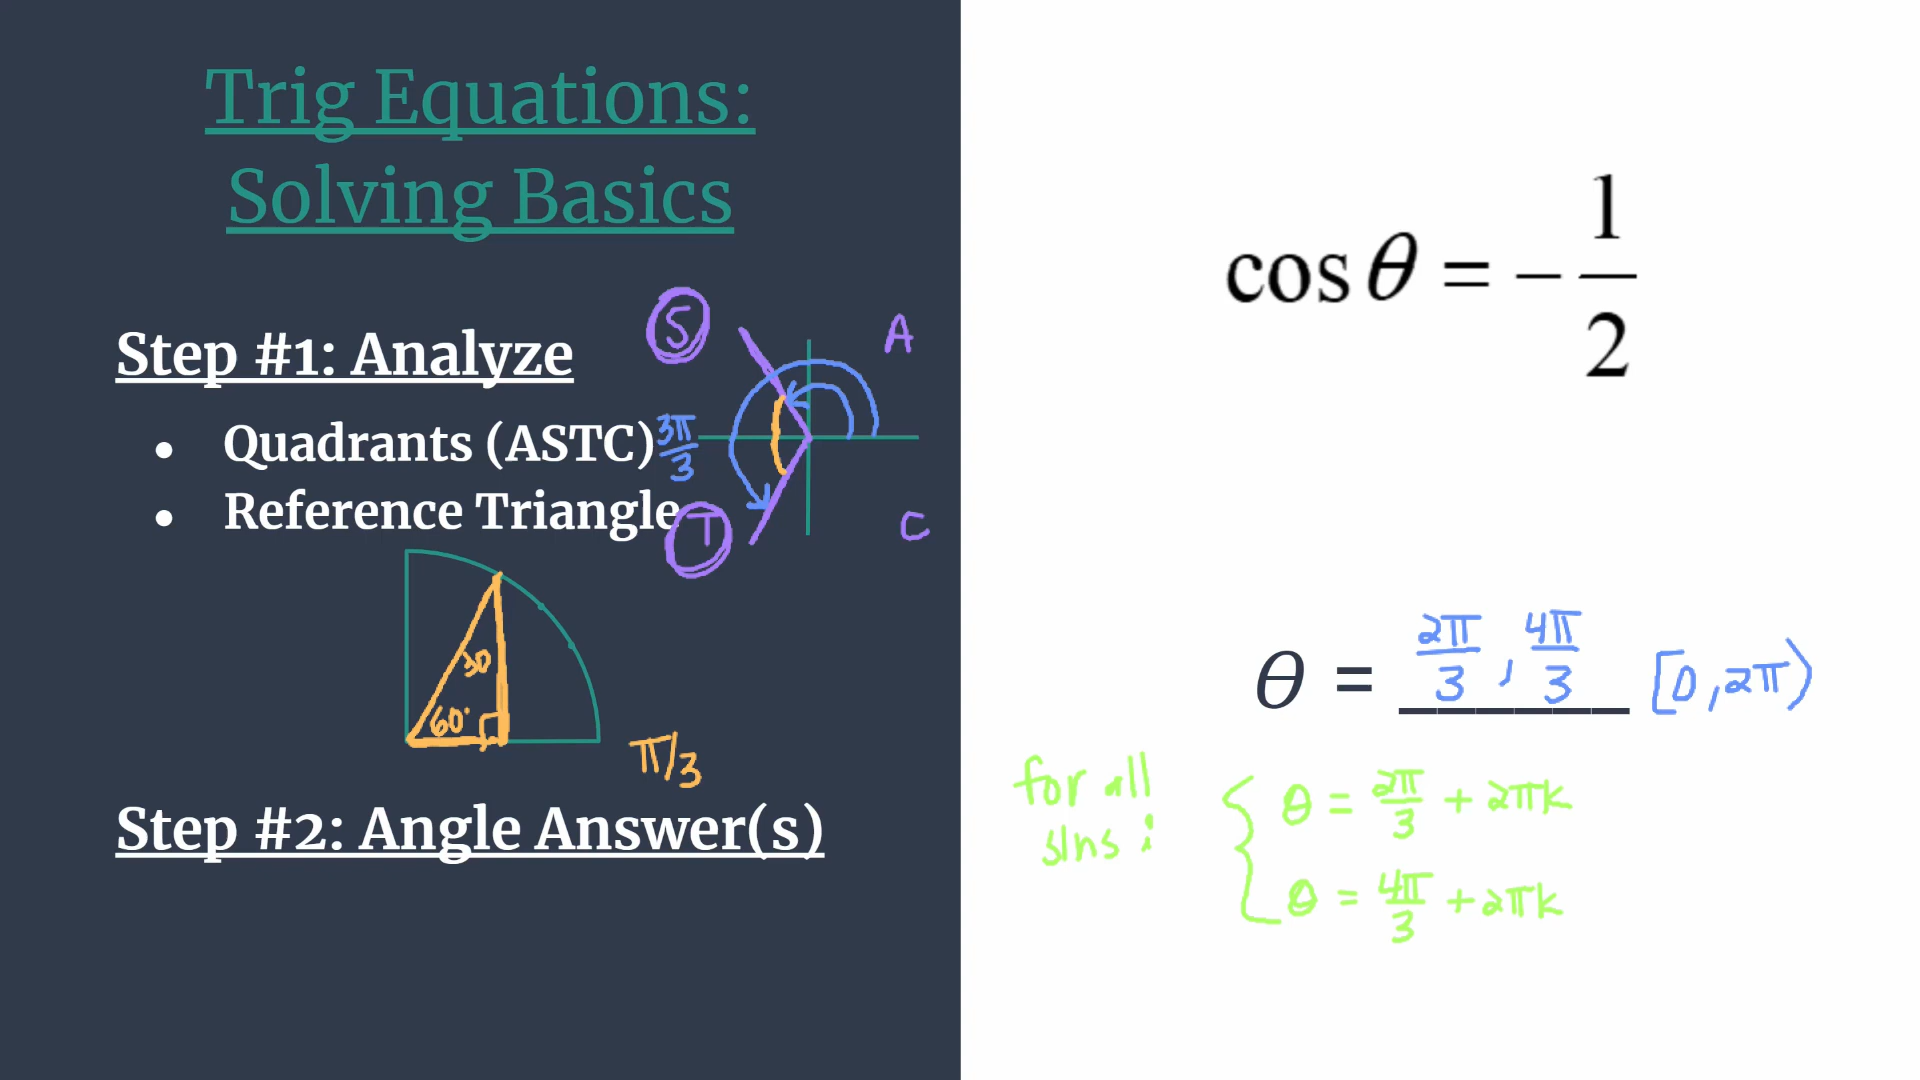 Trig Equations:
Solving Basics
Step #1: Analyze
S
A
• Quadrants (ASTC)
3π/3
• Reference Triangle
T
C
30
60°
π/3
Step #2: Angle Answer(s)
cos θ = - 1/2
θ = 2π/3 , 4π/3 [0, 2π)
for all
slns :
θ = 2π/3 + 2πk
θ = 4π/3 + 2πk